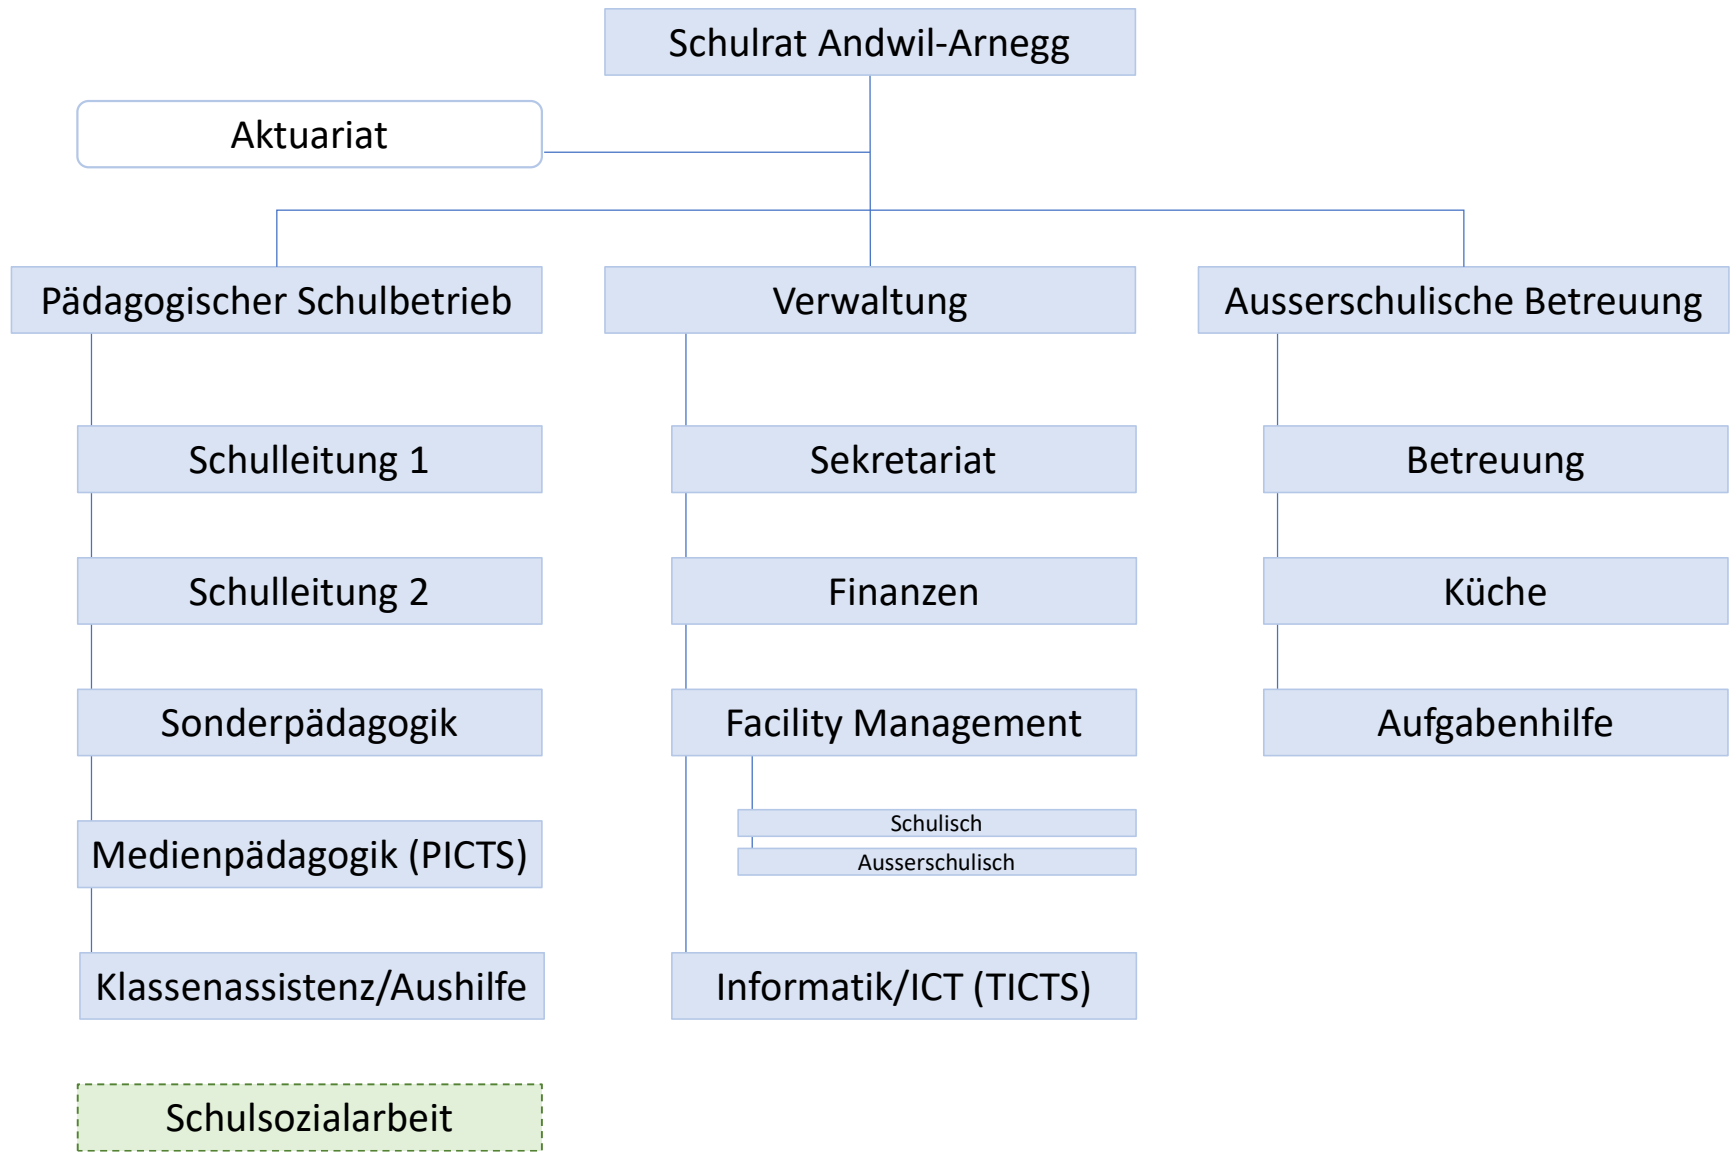 Schulrat Andwil-Arnegg
Aktuariat
Pädagogischer Schulbetrieb
Verwaltung
Ausserschulische Betreuung
Schulleitung 1
Sekretariat
Betreuung
Schulleitung 2
Finanzen
Küche
Sonderpädagogik
Facility Management
Aufgabenhilfe
Schulisch
Medienpädagogik (PICTS)
Ausserschulisch
Klassenassistenz/Aushilfe
Informatik/ICT (TICTS)
Schulsozialarbeit